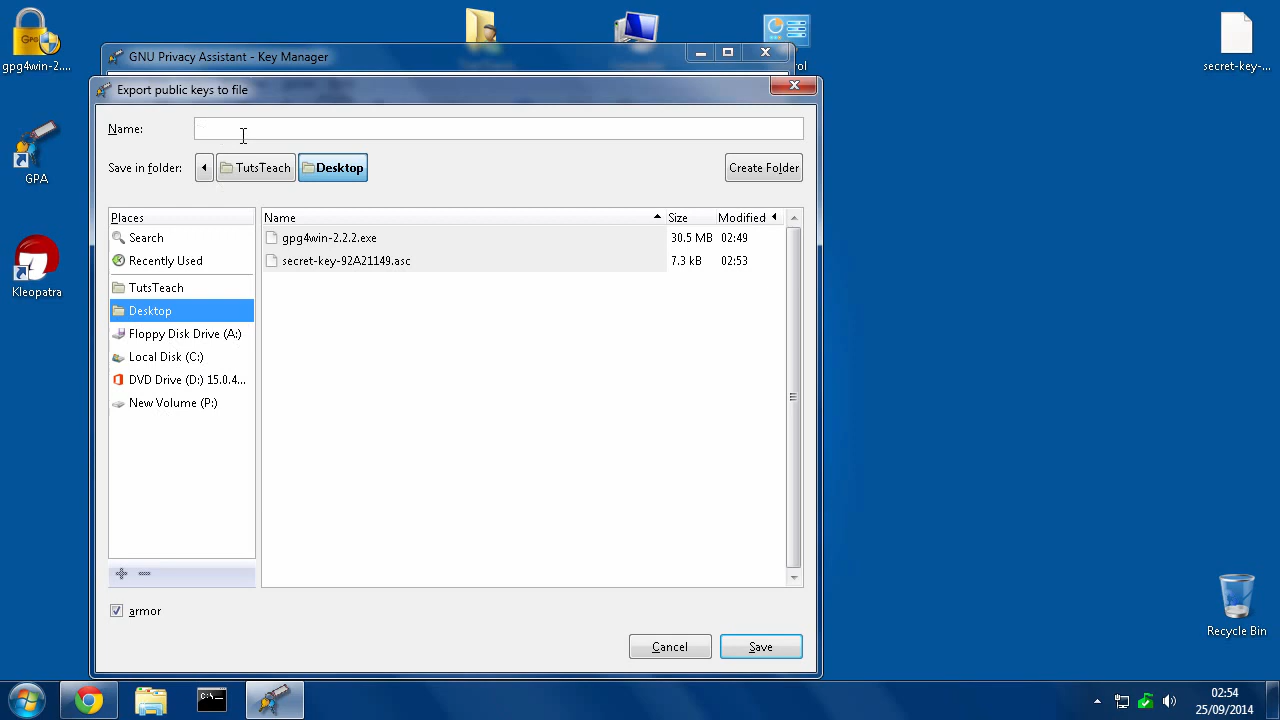 gpg4win-2....
GPA
Kleopatra
secret-key-...
Recycle Bin
GNU Privacy Assistant - Key Manager
Export public keys to file
Name:
Save in folder:
TutsTeach
Desktop
Create Folder
Places
Search
Recently Used
TutsTeach
Desktop
Floppy Disk Drive (A:)
Local Disk (C:)
DVD Drive (D:) 15.0.4...
New Volume (P:)
Name Size Modified
gpg4win-2.2.2.exe 30.5 MB 02:49
secret-key-92A21149.asc 7.3 kB 02:53
armor
Cancel
Save
02:54
25/09/2014